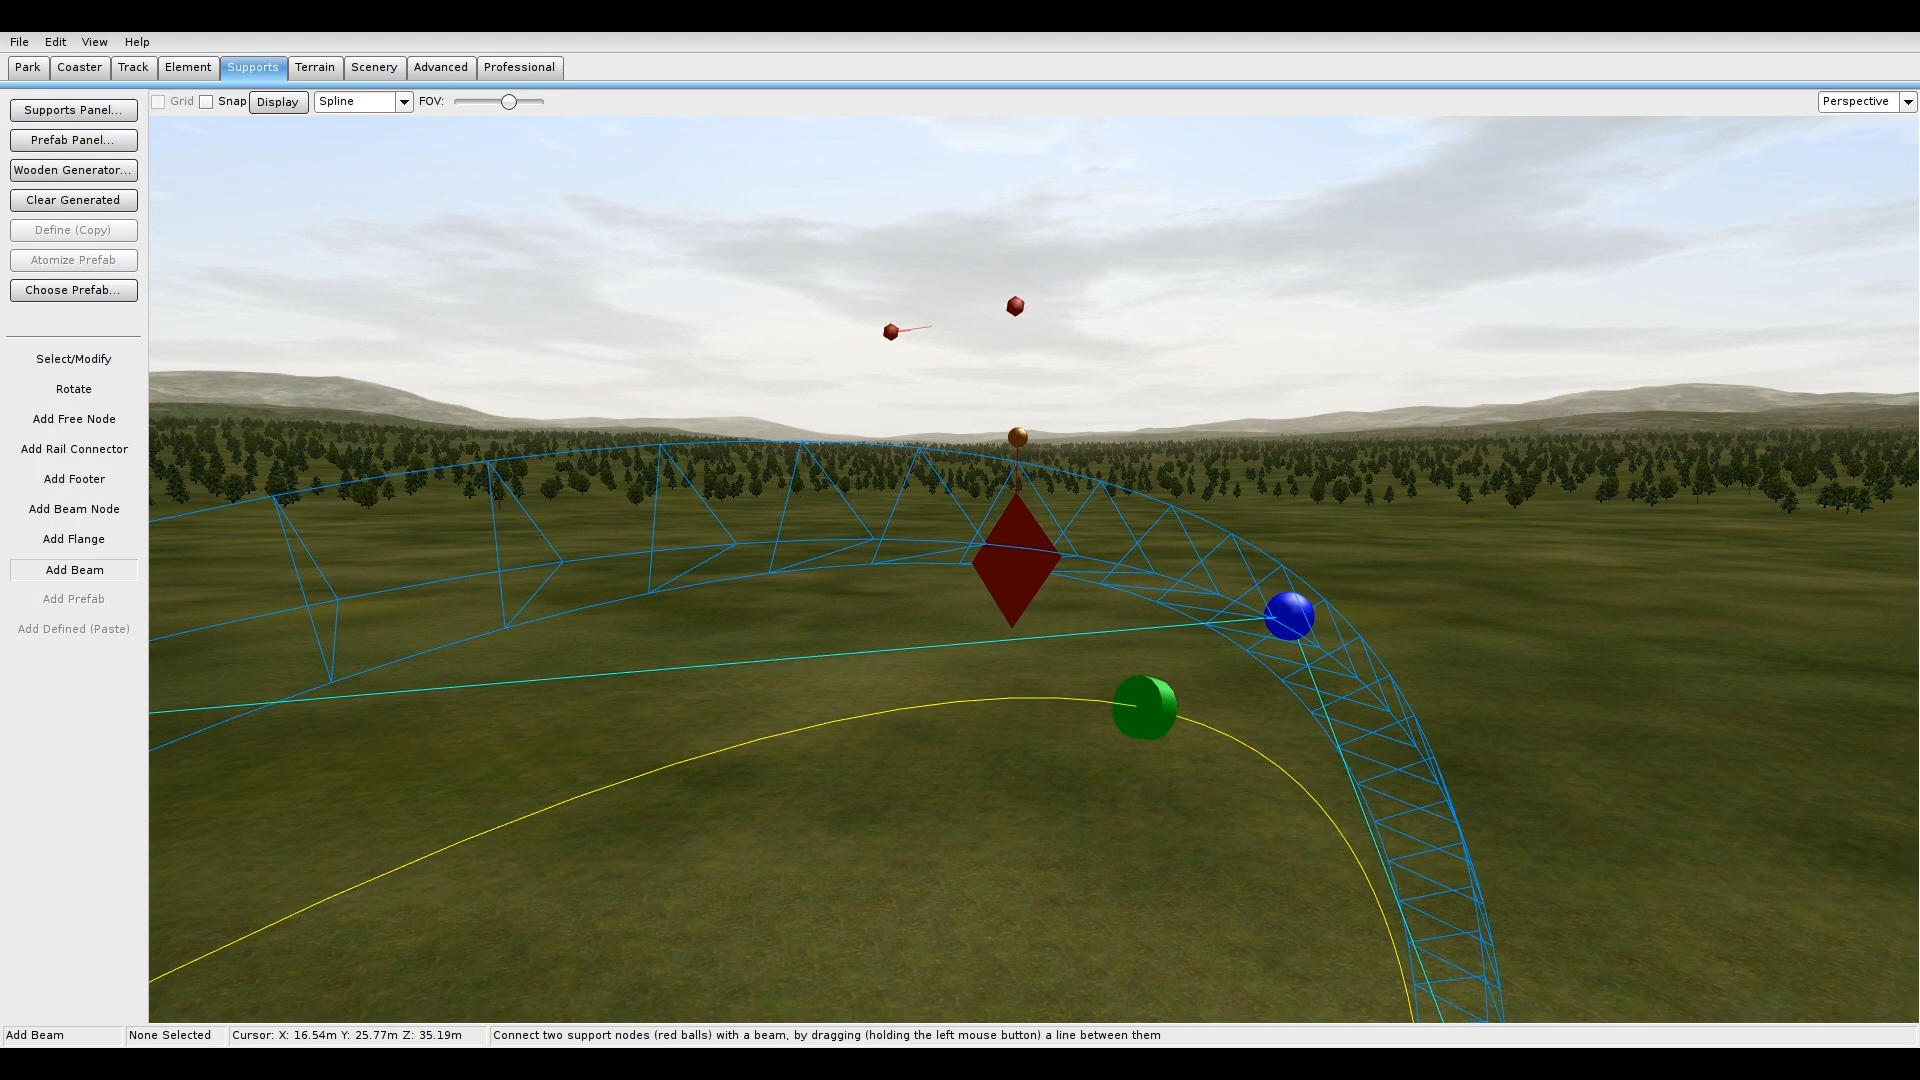 File Edit View Help
Park Coaster Track Element Supports Terrain Scenery Advanced Professional
Grid Snap Display Spline FOV: Perspective
Supports Panel...
Prefab Panel...
Wooden Generator...
Clear Generated
Define (Copy)
Atomize Prefab
Choose Prefab...
Select/Modify
Rotate
Add Free Node
Add Rail Connector
Add Footer
Add Beam Node
Add Flange
Add Beam
Add Prefab
Add Defined (Paste)
Add Beam None Selected Cursor: X: 16.54m Y: 25.77m Z: 35.19m Connect two support nodes (red balls) with a beam, by dragging (holding the left mouse button) a line between them